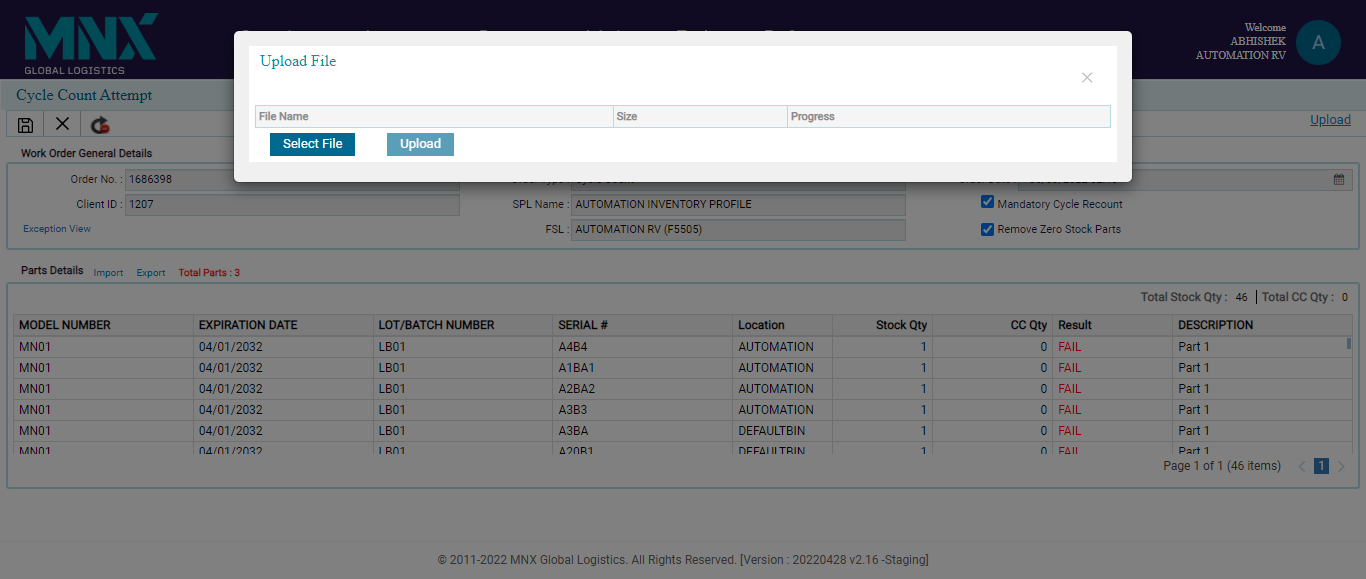 MNX
GLOBAL LOGISTICS
Welcome
ABHISHEK
AUTOMATION RV
A
Upload File
File Name Size Progress
Select File Upload
Cycle Count Attempt
Upload
Work Order General Details
Order No. : 1686398
Client ID : 1207 SPL Name : AUTOMATION INVENTORY PROFILE Mandatory Cycle Recount
Exception View FSL : AUTOMATION RV (F5505) Remove Zero Stock Parts
Parts Details Import Export Total Parts : 3
Total Stock Qty : 46 Total CC Qty : 0
MODEL NUMBER EXPIRATION DATE LOT/BATCH NUMBER SERIAL # Location Stock Qty CC Qty Result DESCRIPTION
MN01 04/01/2032 LB01 A4B4 AUTOMATION 1 0 FAIL Part 1
MN01 04/01/2032 LB01 A1BA1 AUTOMATION 1 0 FAIL Part 1
MN01 04/01/2032 LB01 A2BA2 AUTOMATION 1 0 FAIL Part 1
MN01 04/01/2032 LB01 A3B3 AUTOMATION 1 0 FAIL Part 1
MN01 04/01/2032 LB01 A3BA DEFAULTBIN 1 0 FAIL Part 1
MN01 04/01/2032 LB01 A20B1 DEFAULTBIN 1 0 FAIL Part 1
Page 1 of 1 (46 items) 1
© 2011-2022 MNX Global Logistics. All Rights Reserved. [Version : 20220428 v2.16 -Staging]